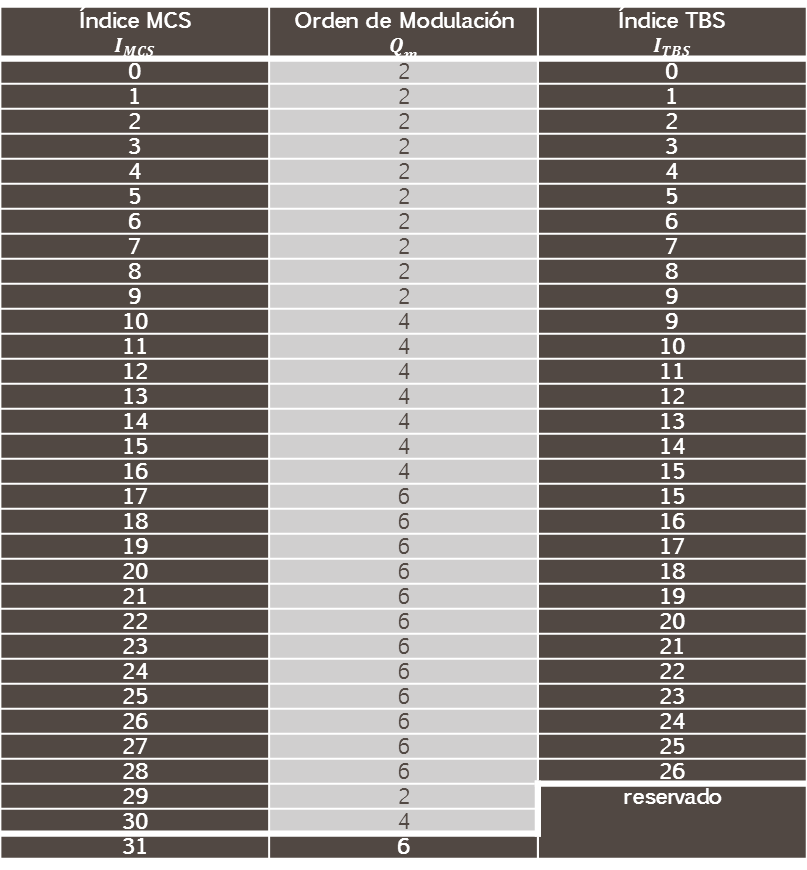 Índice MCS Orden de Modulación Índice TBS
I_MCS Q_m I_TBS
0 2 0
1 2 1
2 2 2
3 2 3
4 2 4
5 2 5
6 2 6
7 2 7
8 2 8
9 2 9
10 4 9
11 4 10
12 4 11
13 4 12
14 4 13
15 4 14
16 4 15
17 6 15
18 6 16
19 6 17
20 6 18
21 6 19
22 6 20
23 6 21
24 6 22
25 6 23
26 6 24
27 6 25
28 6 26
29 2 reservado
30 4
31 6